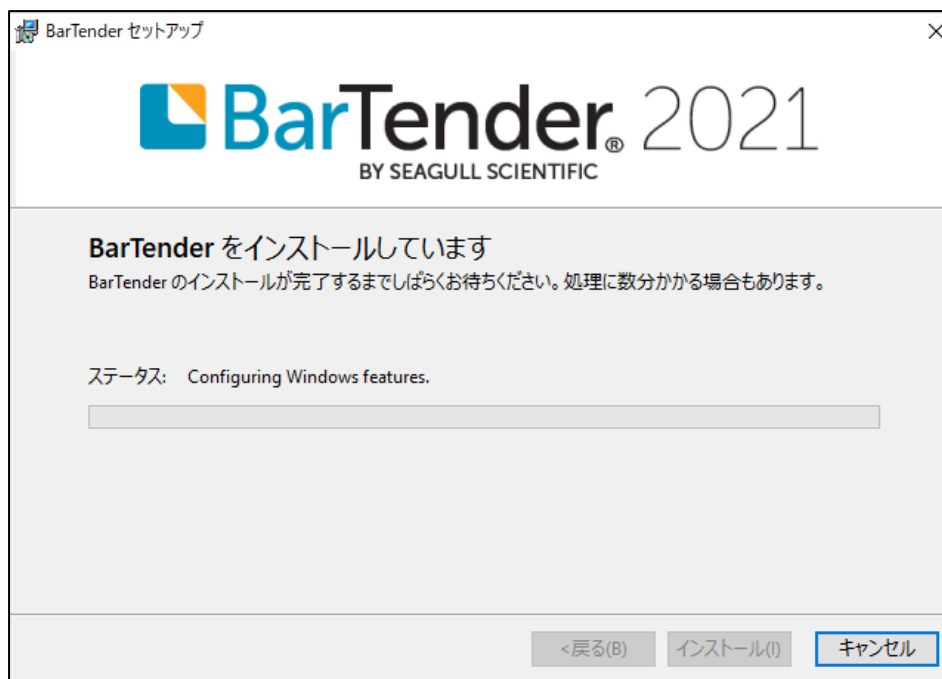 BarTender セットアップ
BarTender® 2021
BY SEAGULL SCIENTIFIC
BarTender をインストールしています
BarTender のインストールが完了するまでしばらくお待ちください。処理に数分かかる場合もあります。
ステータス: Configuring Windows features.
<戻る(B) インストール(I) キャンセル